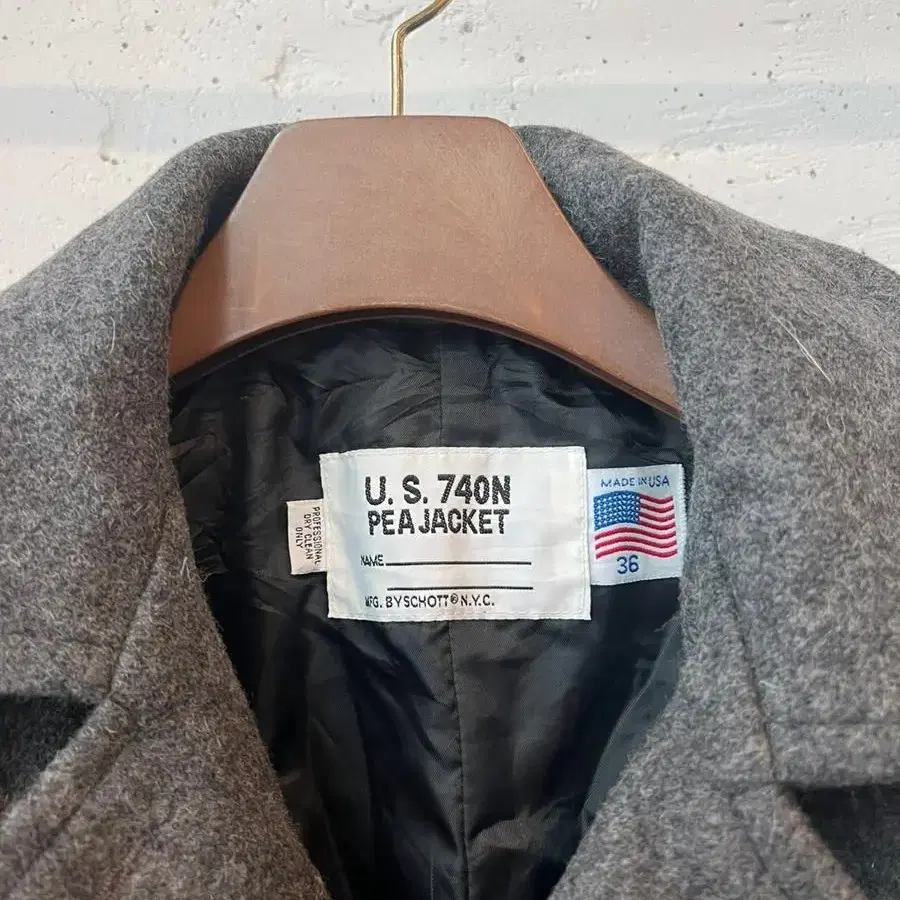 U. S. 740N
PEA JACKET
NAME
MFG. BY SCHOTT® N.Y.C.
MADE IN USA
36
PROFESSIONAL
DRY CLEAN
ONLY